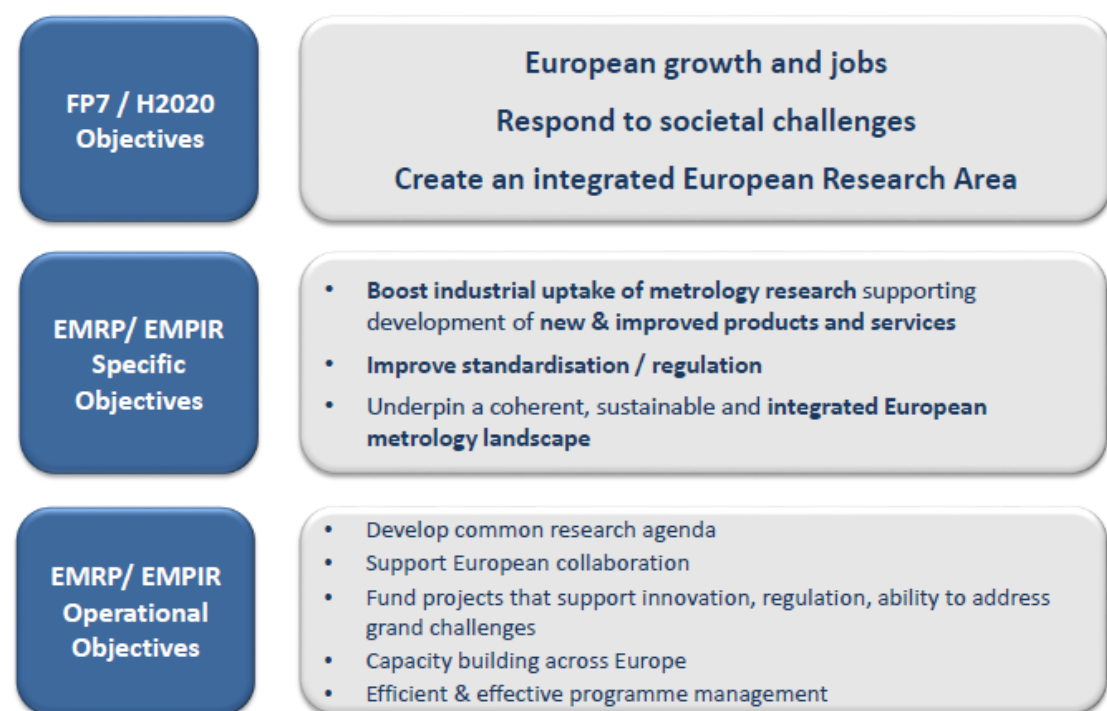 FP7 / H2020
Objectives
European growth and jobs
Respond to societal challenges
Create an integrated European Research Area
EMRP/ EMPIR
Specific
Objectives
• Boost industrial uptake of metrology research supporting
development of new & improved products and services
• Improve standardisation / regulation
• Underpin a coherent, sustainable and integrated European
metrology landscape
EMRP/ EMPIR
Operational
Objectives
• Develop common research agenda
• Support European collaboration
• Fund projects that support innovation, regulation, ability to address
grand challenges
• Capacity building across Europe
• Efficient & effective programme management